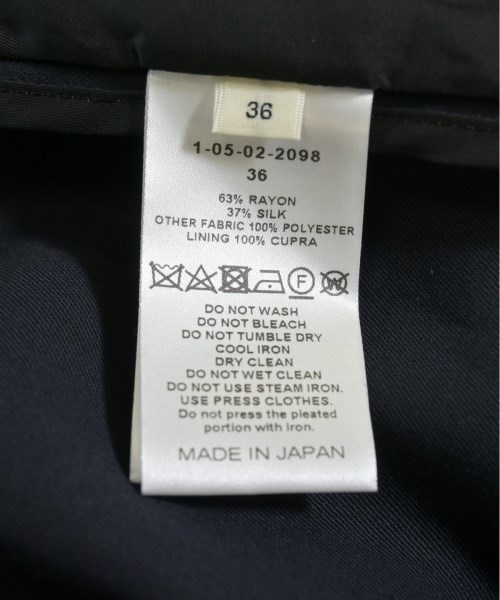 36
1-05-02-2098
36
63% RAYON
37% SILK
OTHER FABRIC 100% POLYESTER
LINING 100% CUPRA
F W
DO NOT WASH
DO NOT BLEACH
DO NOT TUMBLE DRY
COOL IRON
DRY CLEAN
DO NOT WET CLEAN
DO NOT USE STEAM IRON.
USE PRESS CLOTHES.
Do not press the pleated
portion with iron.
MADE IN JAPAN